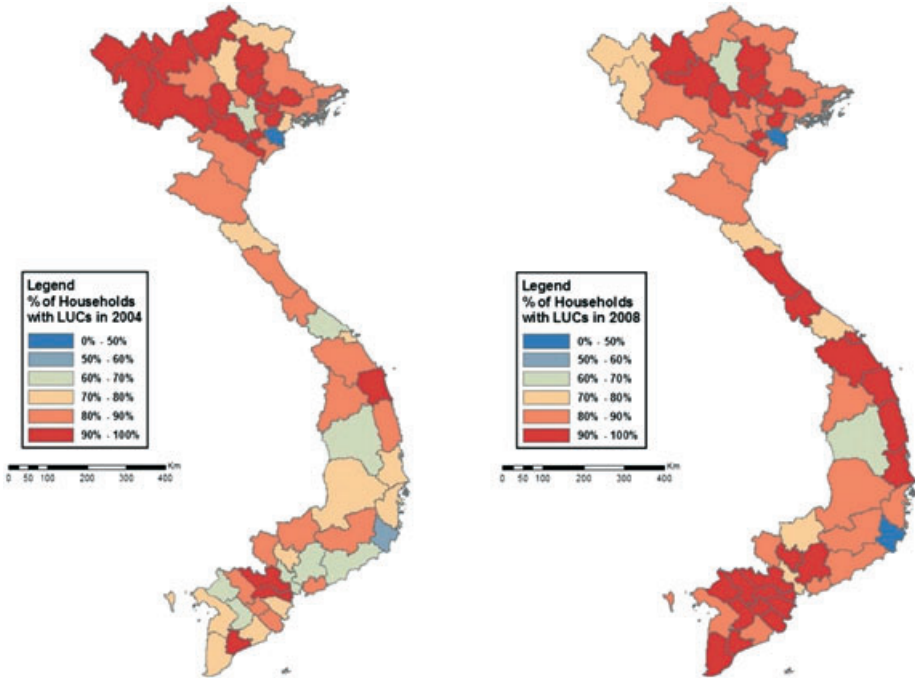 Legend
% of Households
with LUCs in 2004
0% - 50%
50% - 60%
60% - 70%
70% - 80%
80% - 90%
90% - 100%
Km
0 50 100 200 300 400
Legend
% of Households
with LUCs in 2008
0% - 50%
50% - 60%
60% - 70%
70% - 80%
80% - 90%
90% - 100%
Km
0 50 100 200 300 400